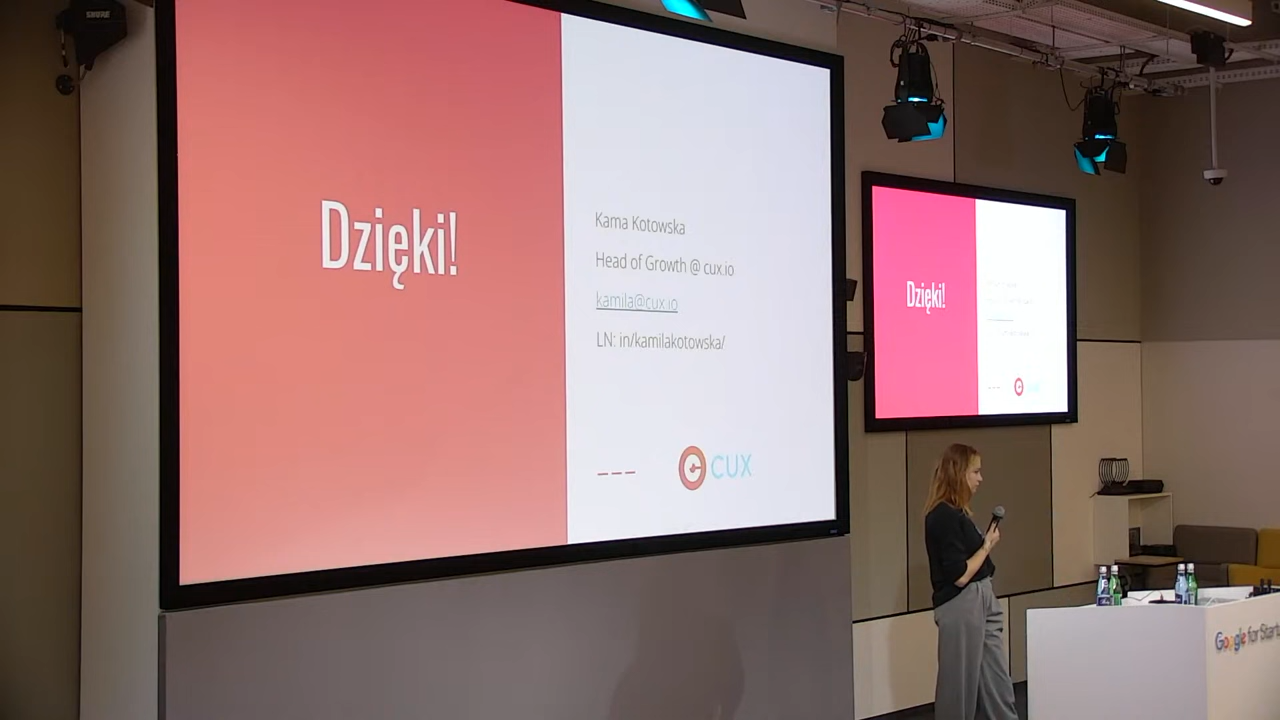 SHURE
Dzięki!
Kama Kotowska
Head of Growth @ cux.io
kamila@cux.io
LN: in/kamilakotowska/
CUX
Dzięki!
Google for Start